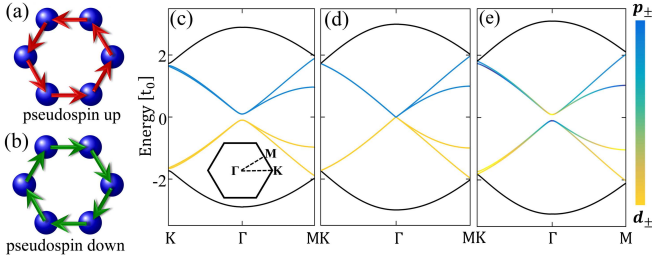 (a)
pseudospin up
(b)
pseudospin down
Energy [t₀]
2
0
-2
(c)
M
Γ
K
K Γ M
(d)
K Γ M
(e)
K Γ M
p±
d±